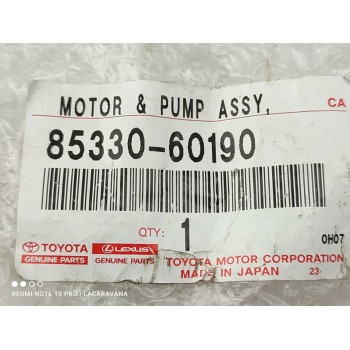 MOTOR & PUMP ASSY,
CA
85330-60190
QTY: 1
0H07
TOYOTA
GENUINE PARTS
LEXUS
GENUINE PARTS
TOYOTA MOTOR CORPORATION
MADE IN JAPAN 23
REDMI NOTE 10 PRO | LACARAVANA